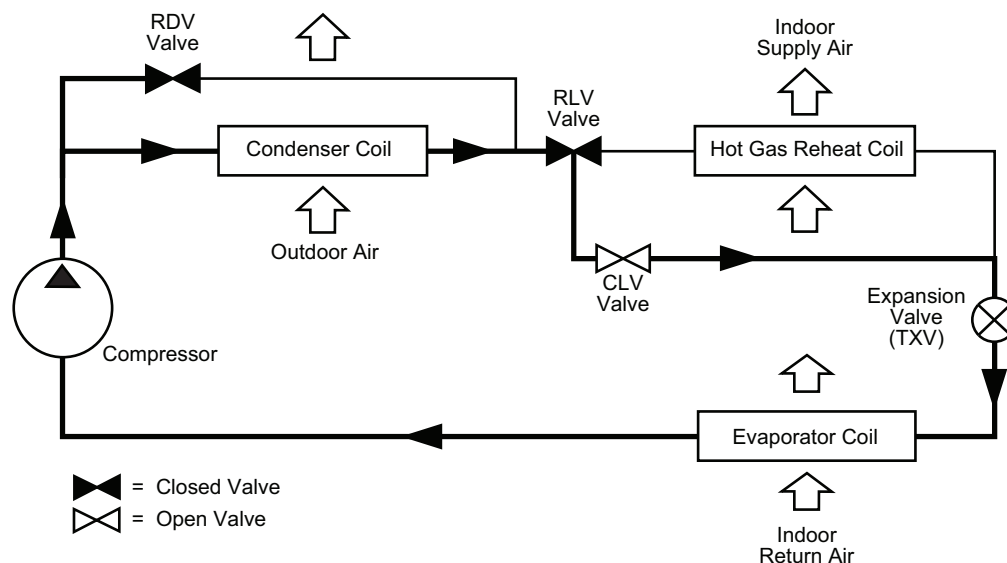 RDV
Valve
Indoor
Supply Air
RLV
Valve
Condenser Coil
Hot Gas Reheat Coil
Outdoor Air
CLV
Valve
Expansion
Valve
(TXV)
Compressor
Evaporator Coil
= Closed Valve
= Open Valve
Indoor
Return Air